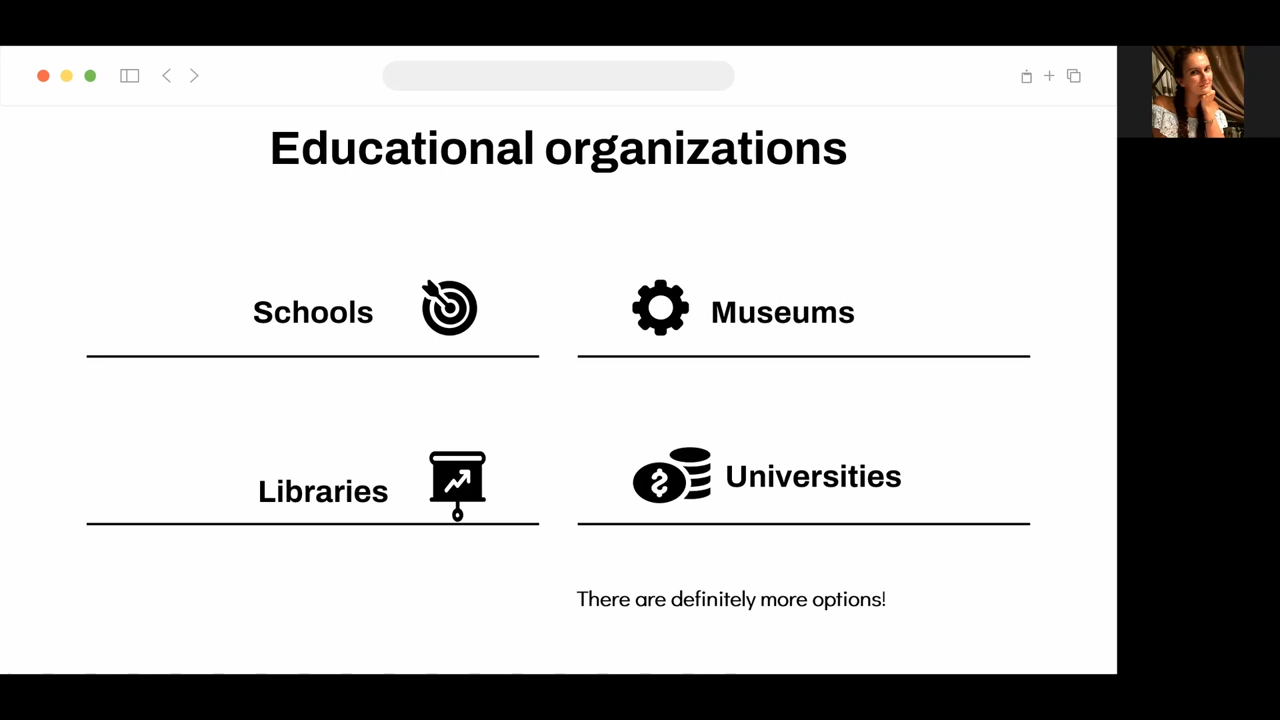 Educational organizations
Schools
Museums
Libraries
Universities
There are definitely more options!